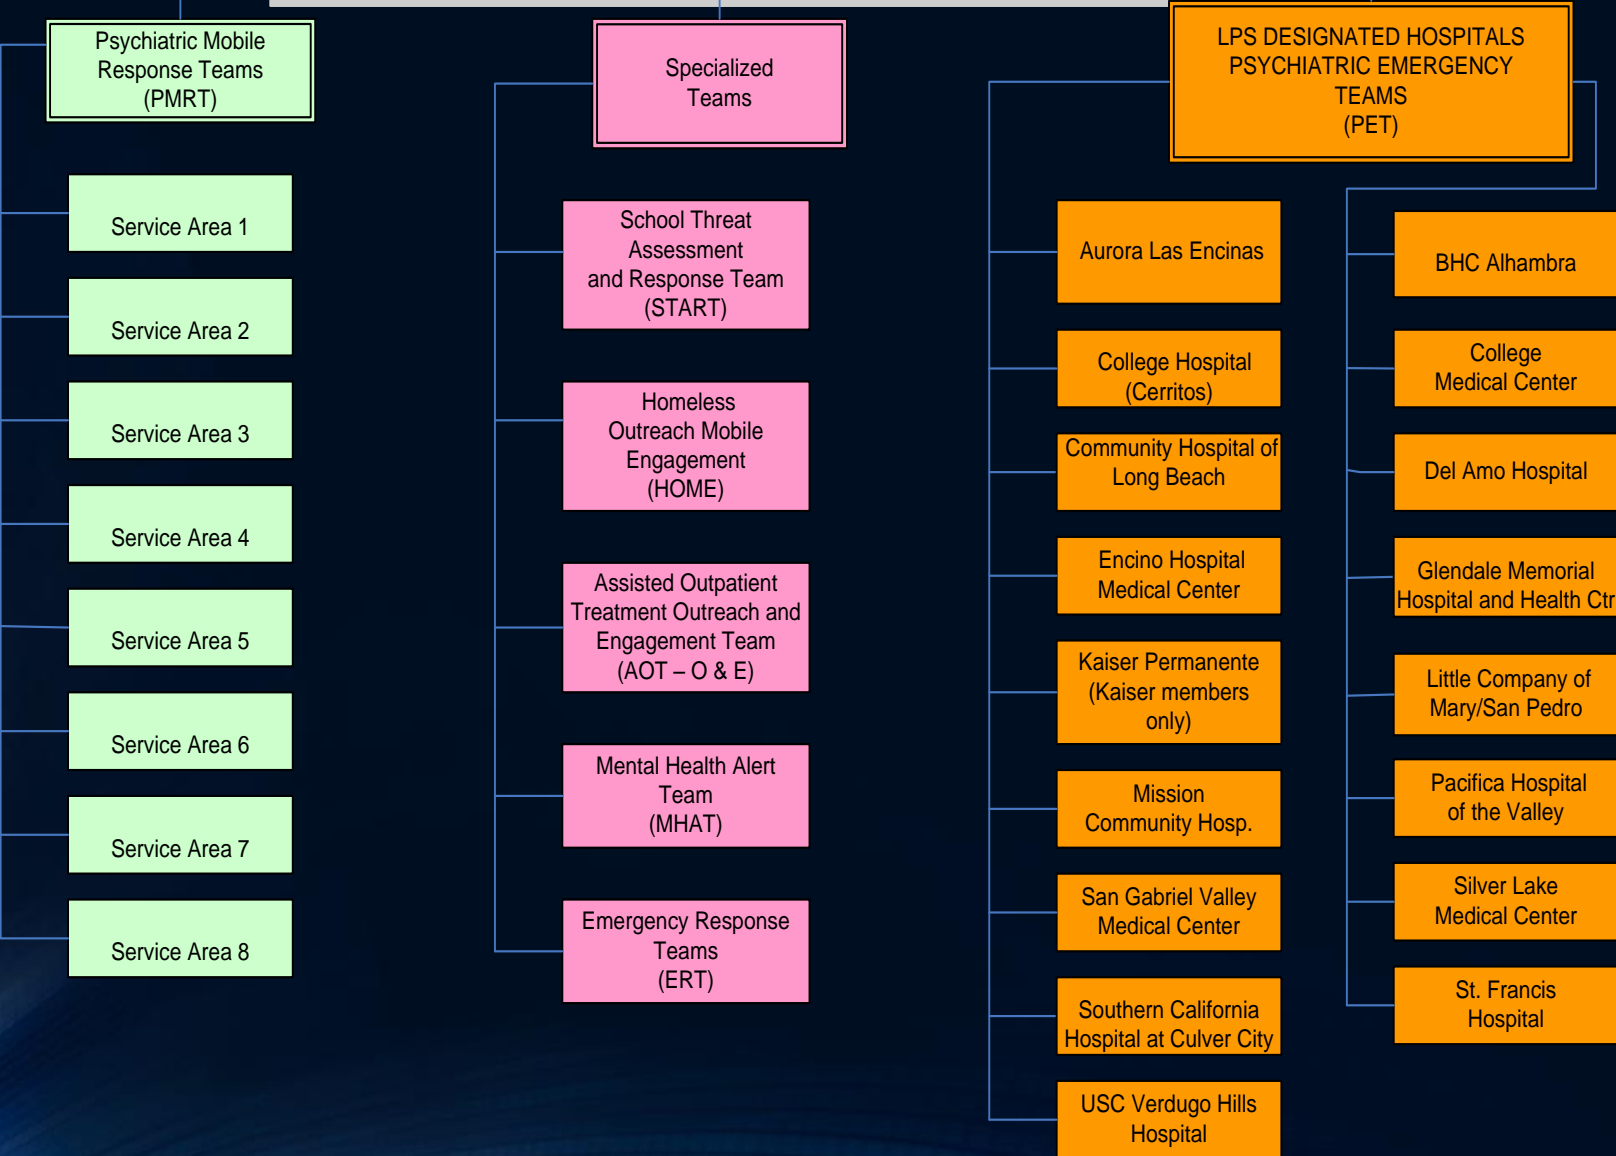 Psychiatric Mobile
Response Teams
(PMRT)
Service Area 1
Service Area 2
Service Area 3
Service Area 4
Service Area 5
Service Area 6
Service Area 7
Service Area 8
Specialized
Teams
School Threat
Assessment
and Response Team
(START)
Homeless
Outreach Mobile
Engagement
(HOME)
Assisted Outpatient
Treatment Outreach and
Engagement Team
(AOT – O & E)
Mental Health Alert
Team
(MHAT)
Emergency Response
Teams
(ERT)
LPS DESIGNATED HOSPITALS
PSYCHIATRIC EMERGENCY
TEAMS
(PET)
Aurora Las Encinas
College Hospital
(Cerritos)
Community Hospital of
Long Beach
Encino Hospital
Medical Center
Kaiser Permanente
(Kaiser members
only)
Mission
Community Hosp.
San Gabriel Valley
Medical Center
Southern California
Hospital at Culver City
USC Verdugo Hills
Hospital
BHC Alhambra
College
Medical Center
Del Amo Hospital
Glendale Memorial
Hospital and Health Ctr
Little Company of
Mary/San Pedro
Pacifica Hospital
of the Valley
Silver Lake
Medical Center
St. Francis
Hospital